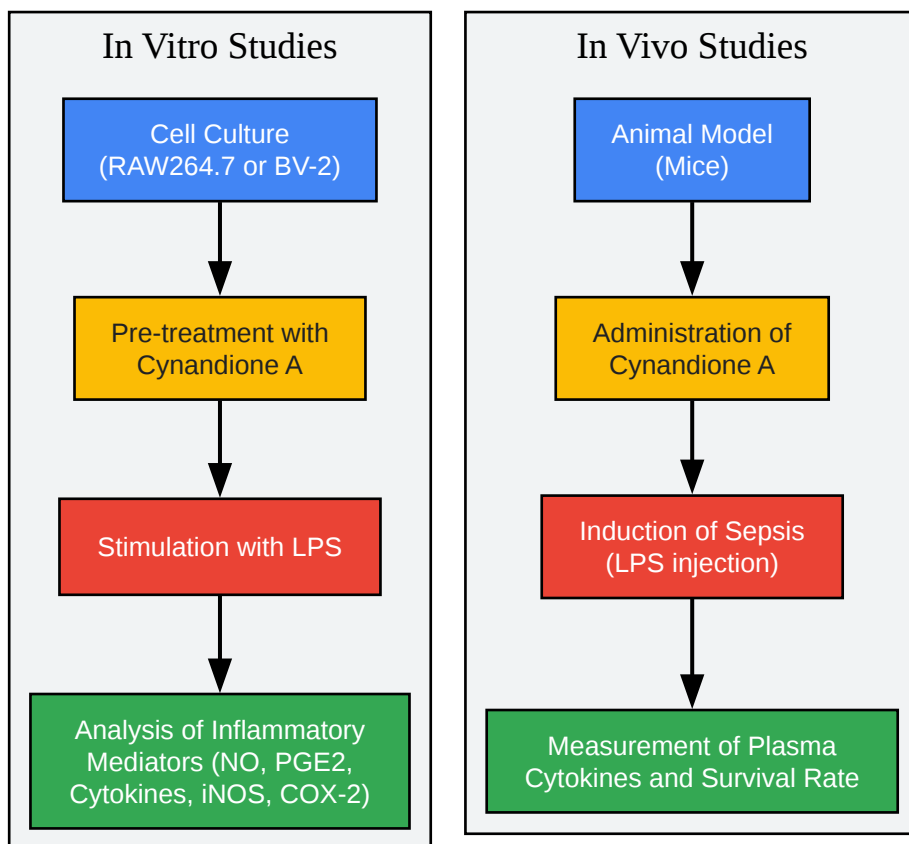 In Vitro Studies
Cell Culture
(RAW264.7 or BV-2)
Pre-treatment with
Cynandione A
Stimulation with LPS
Analysis of Inflammatory
Mediators (NO, PGE2,
Cytokines, iNOS, COX-2)
In Vivo Studies
Animal Model
(Mice)
Administration of
Cynandione A
Induction of Sepsis
(LPS injection)
Measurement of Plasma
Cytokines and Survival Rate